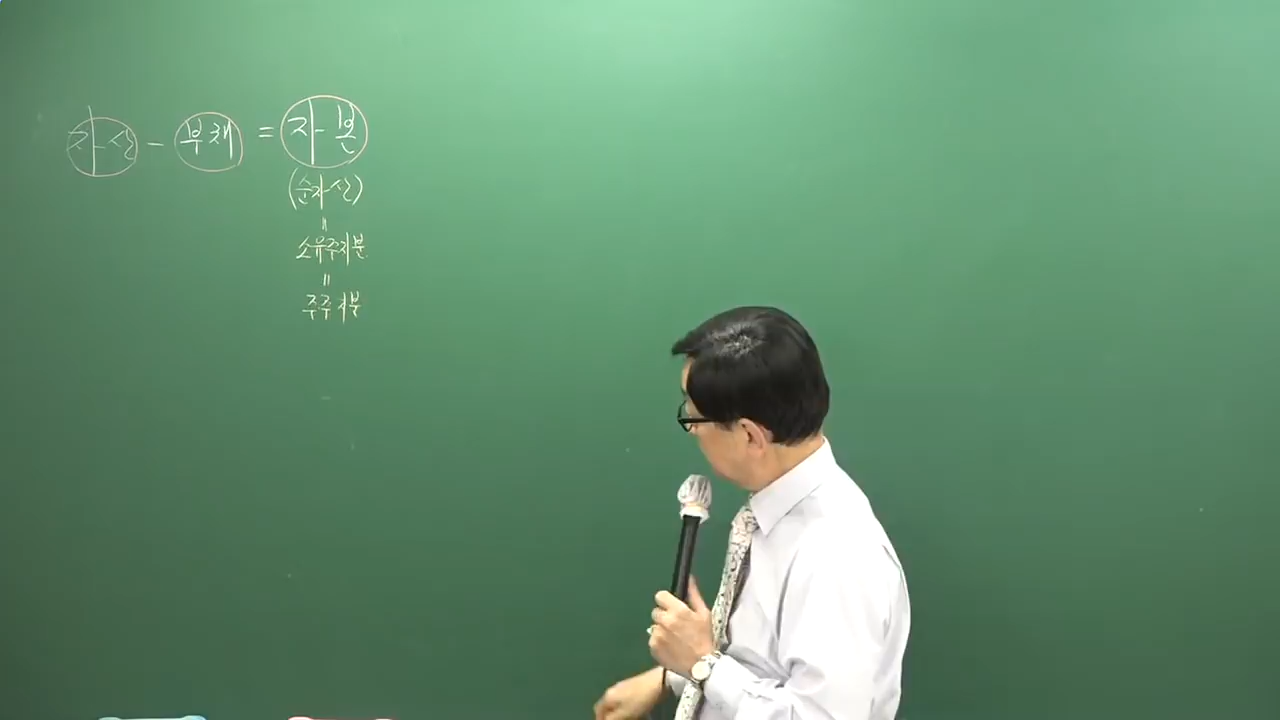 자산 - 부채 = 자본
(순자산)
=
소유주지분
=
주주지분